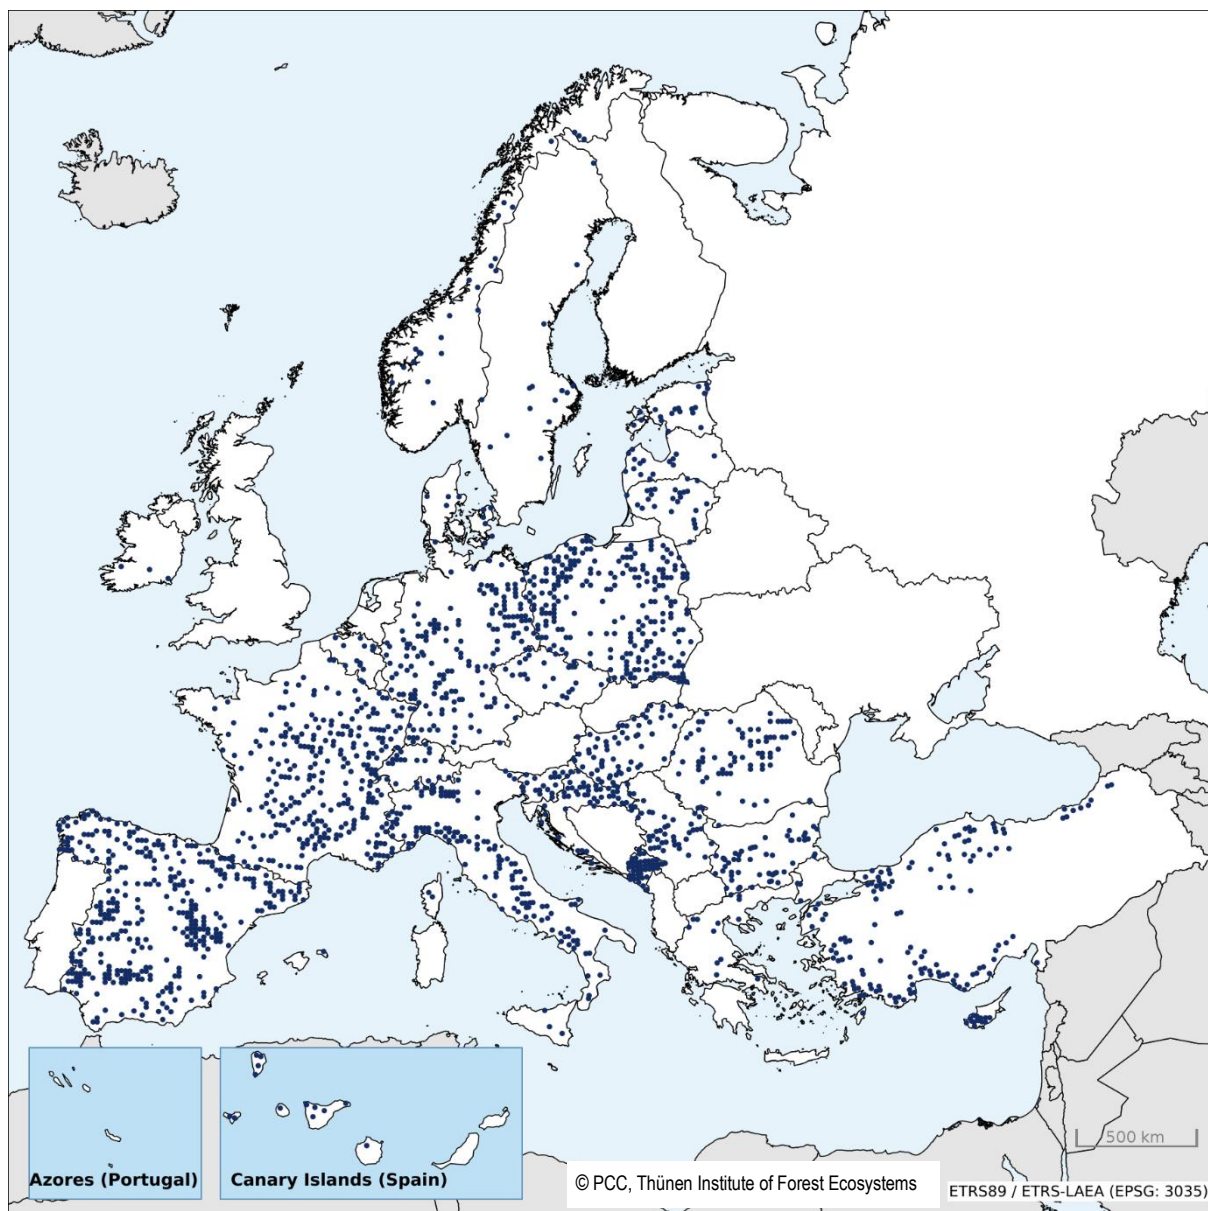 500 km
Azores (Portugal)
Canary Islands (Spain)
© PCC, Thünen Institute of Forest Ecosystems
ETRS89 / ETRS-LAEA (EPSG: 3035)